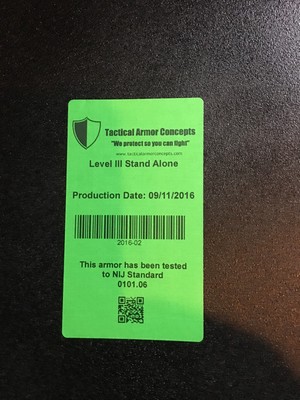 Tactical Armor Concepts
"We protect so you can fight"
www.tacticalarmorconcepts.com
Level III Stand Alone
Production Date: 09/11/2016
2016-02
This armor has been tested
to NIJ Standard
0101.06